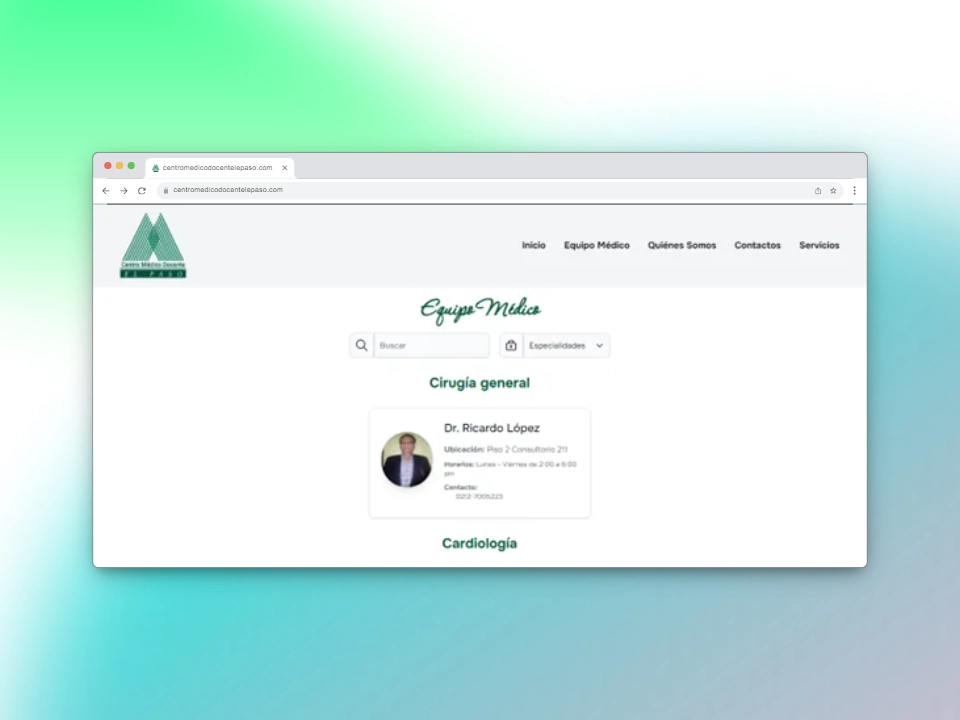 centromedicodocentelepaso.com
centromedicodocentelepaso.com
Centro Médico Docente
EL PASO
Inicio Equipo Médico Quiénes Somos Contactos Servicios
Equipo Médico
Buscar Especialidades
Cirugía general
Dr. Ricardo López
Ubicación: Piso 2 Consultorio 211
Horarios: Lunes - Viernes de 2:00 a 6:00
pm
Contacto:
0212-7006223
Cardiología